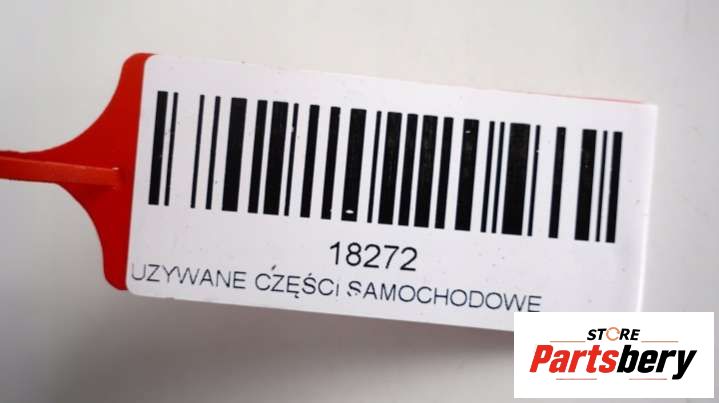 18272
UZYWANE CZĘŚCI SAMOCHODOWE
STORE
Partsbery